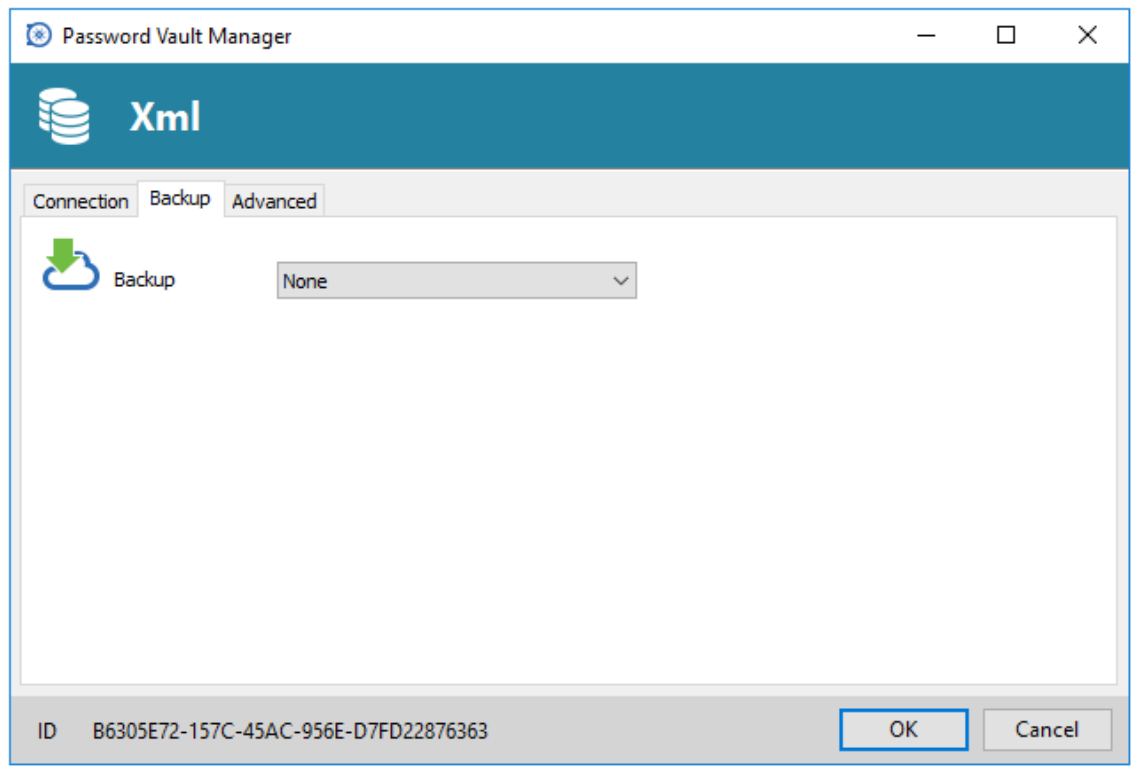 Password Vault Manager
Xml
Connection Backup Advanced
Backup None
ID B6305E72-157C-45AC-956E-D7FD22876363 OK Cancel